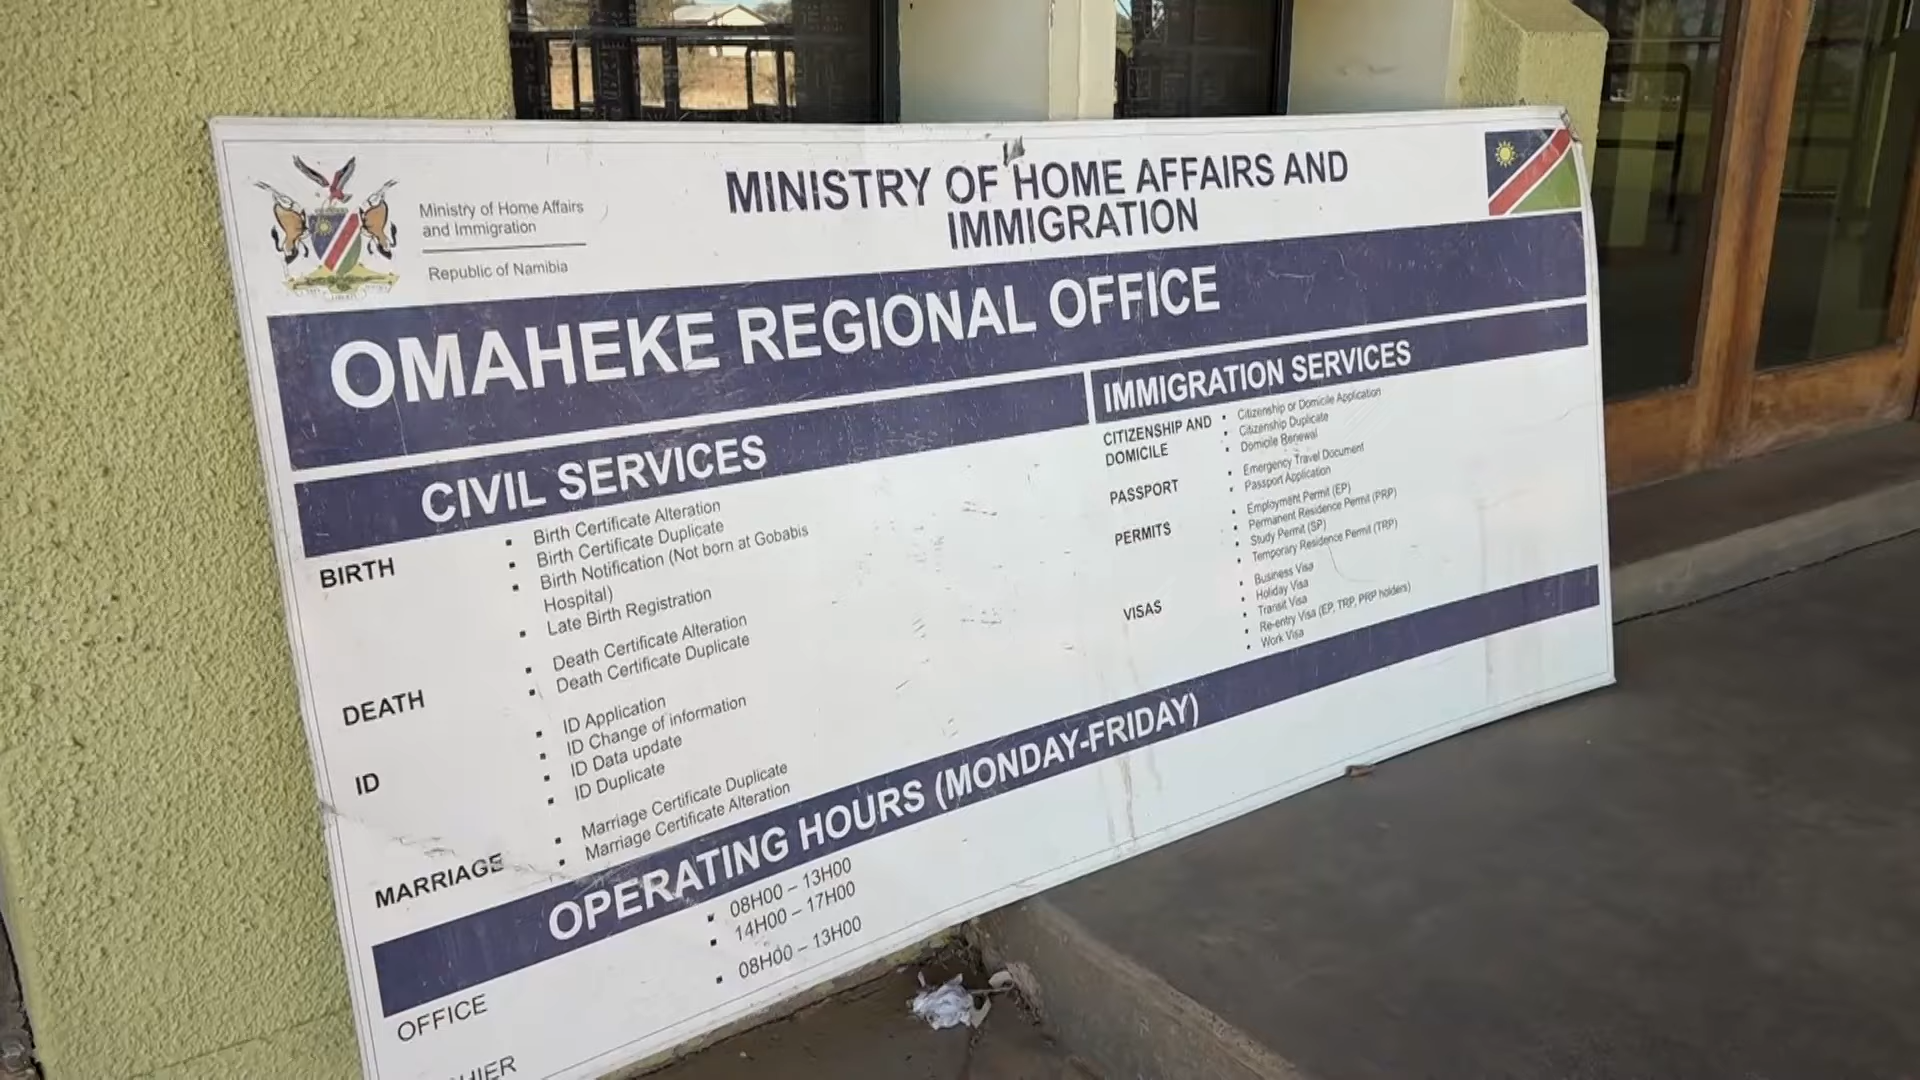 Ministry of Home Affairs
and Immigration
Republic of Namibia
MINISTRY OF HOME AFFAIRS AND
IMMIGRATION
OMAHEKE REGIONAL OFFICE
CIVIL SERVICES
BIRTH
▪ Birth Certificate Alteration
▪ Birth Certificate Duplicate
▪ Birth Notification (Not born at Gobabis
Hospital)
▪ Late Birth Registration
DEATH
▪ Death Certificate Alteration
▪ Death Certificate Duplicate
ID
▪ ID Application
▪ ID Change of information
▪ ID Data update
▪ ID Duplicate
MARRIAGE
▪ Marriage Certificate Duplicate
▪ Marriage Certificate Alteration
IMMIGRATION SERVICES
CITIZENSHIP AND
DOMICILE
▪ Citizenship or Domicile Application
▪ Citizenship Duplicate
▪ Domicile Renewal
PASSPORT
▪ Emergency Travel Document
▪ Passport Application
PERMITS
▪ Employment Permit (EP)
▪ Permanent Residence Permit (PRP)
▪ Study Permit (SP)
▪ Temporary Residence Permit (TRP)
VISAS
▪ Business Visa
▪ Holiday Visa
▪ Transit Visa
▪ Re-entry Visa (EP, TRP, PRP holders)
▪ Work Visa
OPERATING HOURS (MONDAY-FRIDAY)
OFFICE
▪ 08H00 – 13H00
▪ 14H00 – 17H00
▪ 08H00 – 13H00